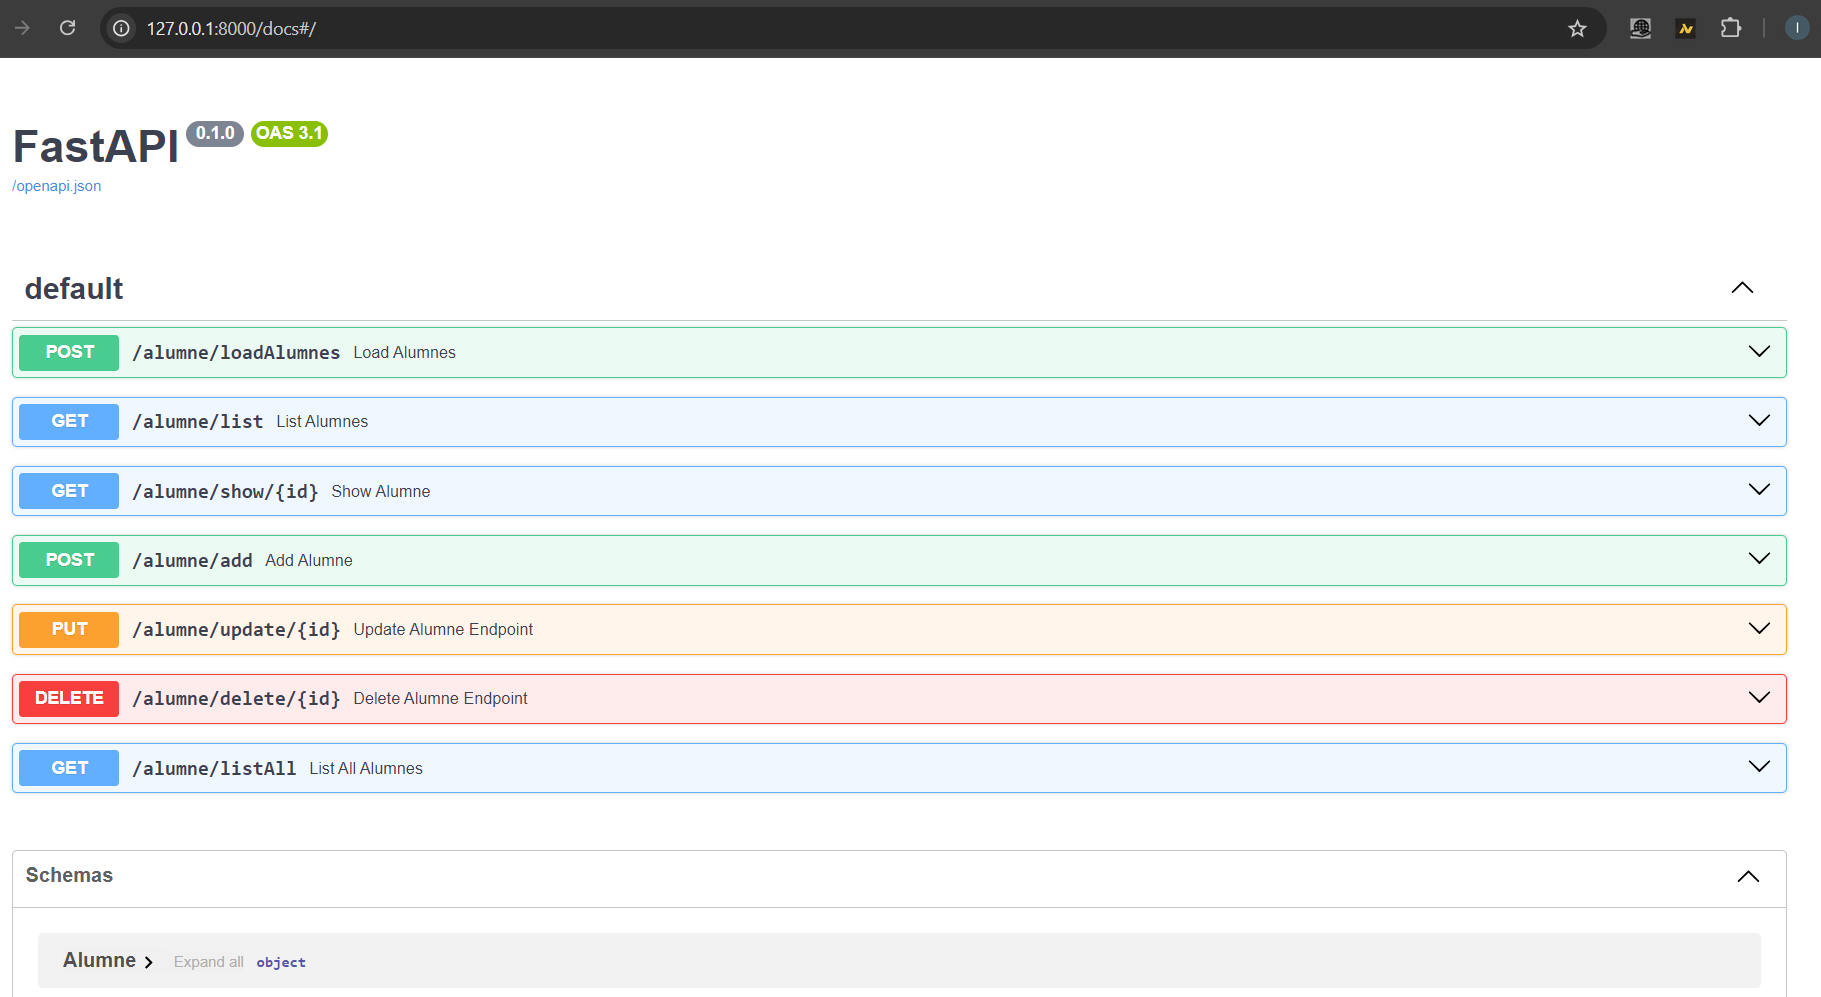 127.0.0.1:8000/docs#/
I
FastAPI 0.1.0 OAS 3.1
/openapi.json
default
POST /alumne/loadAlumnes Load Alumnes
GET /alumne/list List Alumnes
GET /alumne/show/{id} Show Alumne
POST /alumne/add Add Alumne
PUT /alumne/update/{id} Update Alumne Endpoint
DELETE /alumne/delete/{id} Delete Alumne Endpoint
GET /alumne/listAll List All Alumnes
Schemas
Alumne Expand all object